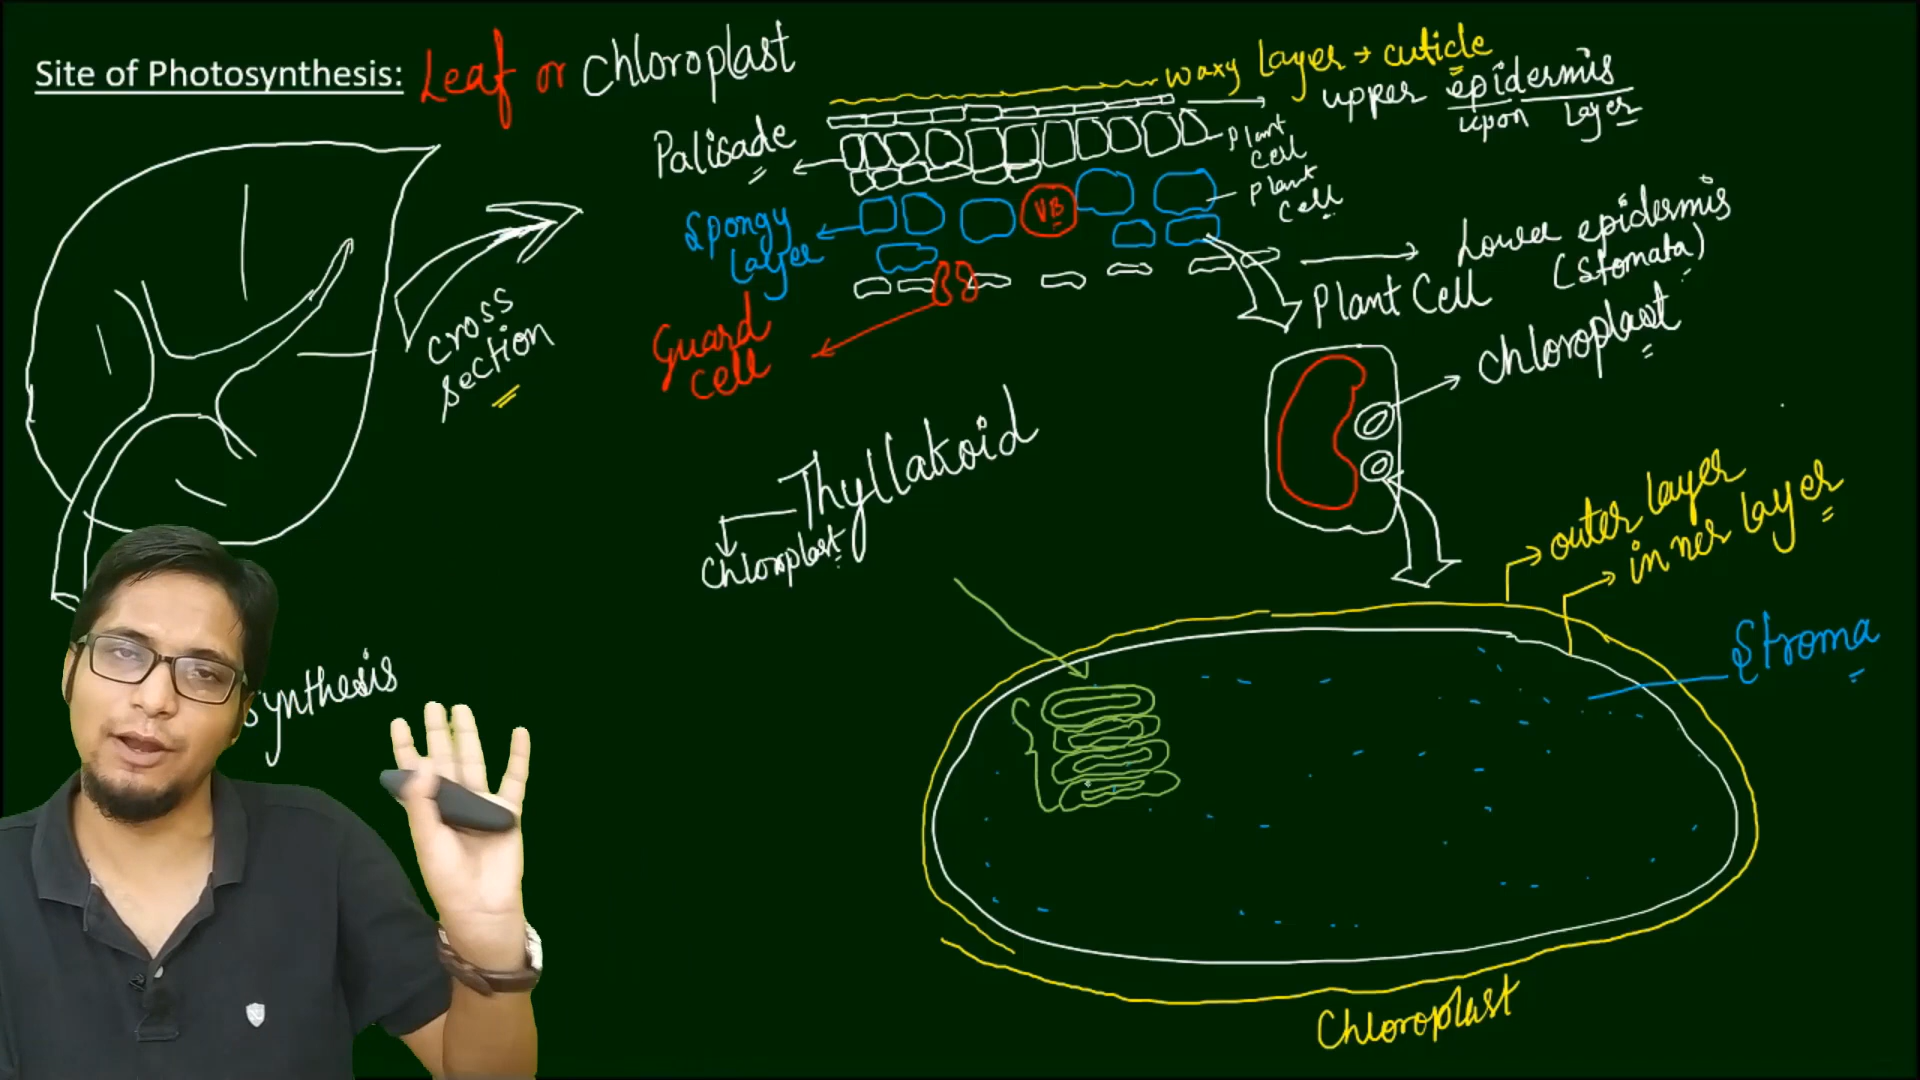 Site of Photosynthesis: Leaf or Chloroplast
waxy Layer → cuticle
upper epidermis
upon Layer
Palisade
Plant
cell
Plant
cell
Spongy
layer
VB
Lower epidermis
(Stomata)
Guard
cell
Plant Cell
cross
section
chloroplast
Thyllakoid
Chloroplast
outer layer
inner layer
Stroma
synthesis
Chloroplast